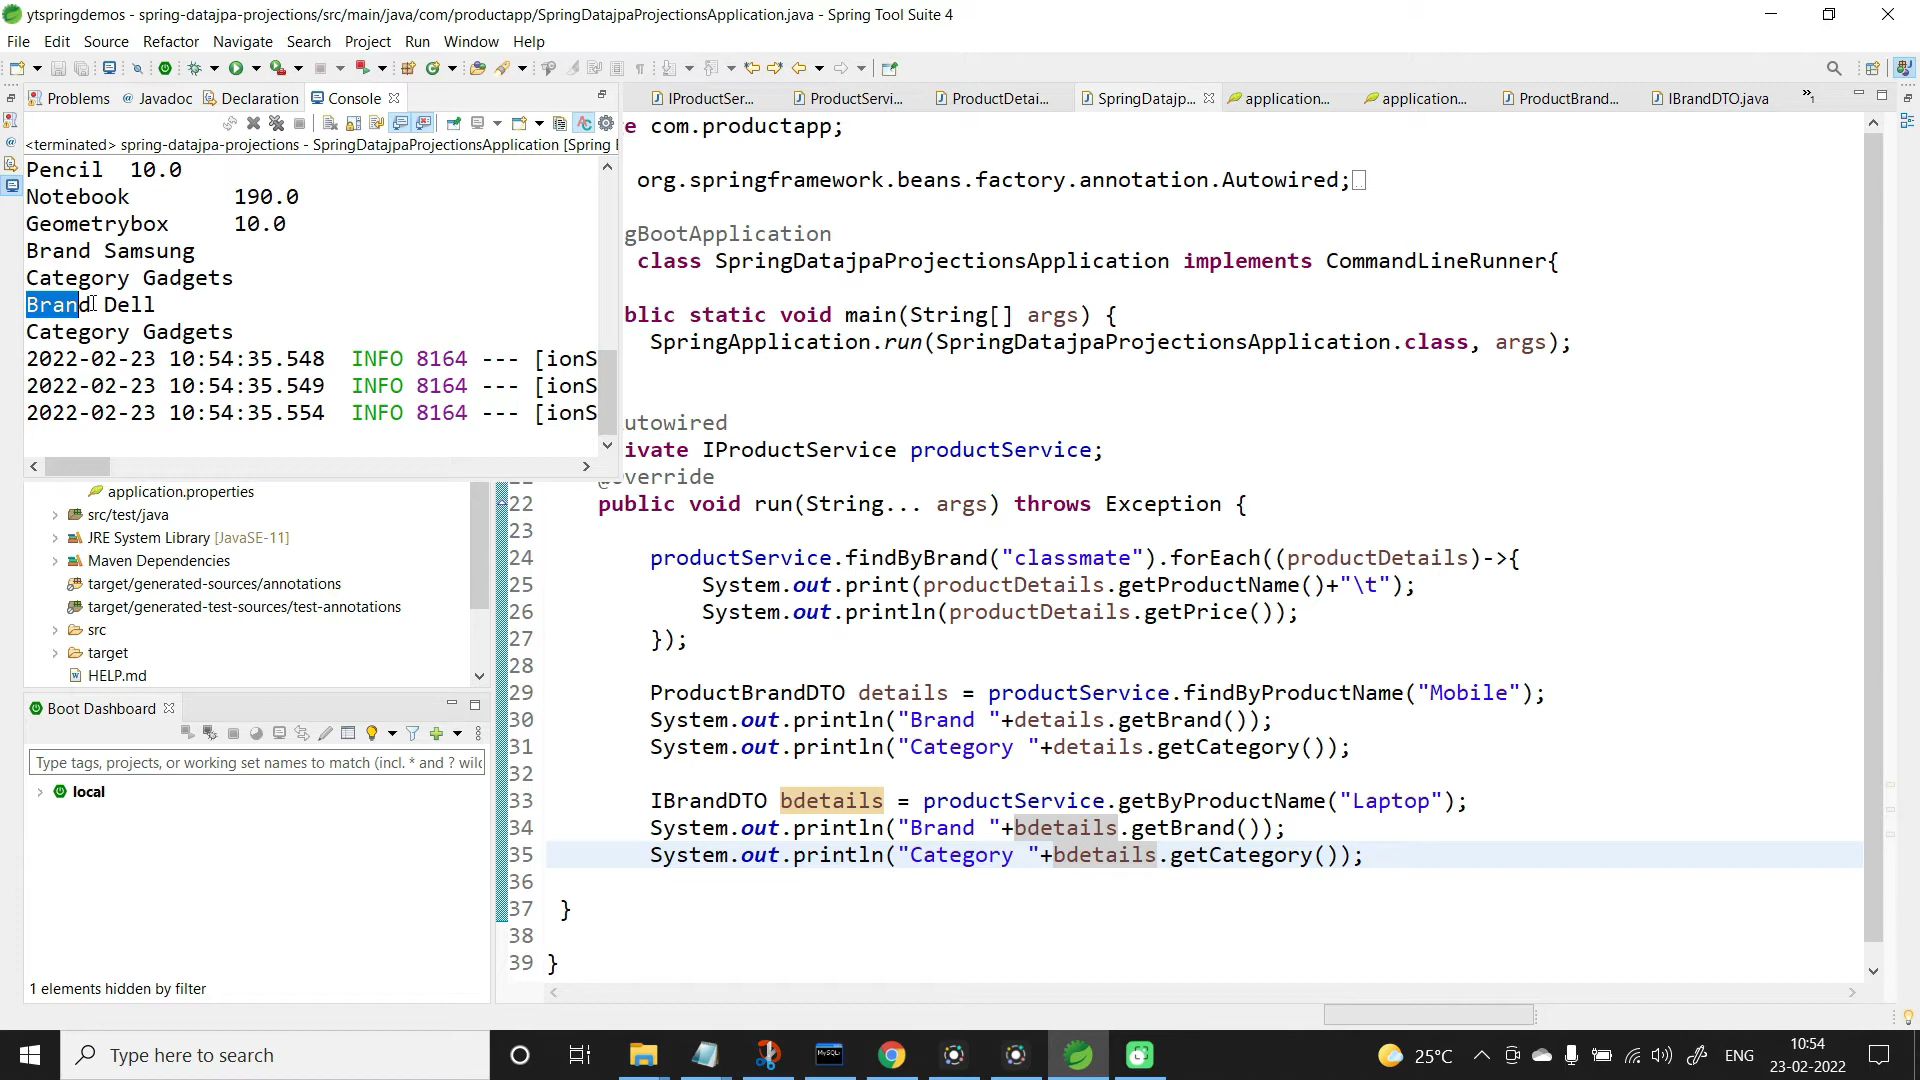 ytspringdemos - spring-datajpa-projections/src/main/java/com/productapp/SpringDatajpaProjectionsApplication.java - Spring Tool Suite 4
File Edit Source Refactor Navigate Search Project Run Window Help
Problems @ Javadoc Declaration Console
IProductSer... ProductServi... ProductDetai... SpringDatajp... application... application... ProductBrand... IBrandDTO.java »1
<terminated> spring-datajpa-projections - SpringDatajpaProjectionsApplication [Spring
Pencil 10.0
Notebook 190.0
Geometrybox 10.0
Brand Samsung
Category Gadgets
Brand Dell
Category Gadgets
2022-02-23 10:54:35.548 INFO 8164 --- [ionS
2022-02-23 10:54:35.549 INFO 8164 --- [ionS
2022-02-23 10:54:35.554 INFO 8164 --- [ionS
e com.productapp;
org.springframework.beans.factory.annotation.Autowired;
gBootApplication
class SpringDatajpaProjectionsApplication implements CommandLineRunner{
blic static void main(String[] args) {
SpringApplication.run(SpringDatajpaProjectionsApplication.class, args);
utowired
ivate IProductService productService;
@verride
22 public void run(String... args) throws Exception {
23
24 productService.findByBrand("classmate").forEach((productDetails)->{
25 System.out.print(productDetails.getProductName()+"\t");
26 System.out.println(productDetails.getPrice());
27 });
28
29 ProductBrandDTO details = productService.findByProductName("Mobile");
30 System.out.println("Brand "+details.getBrand());
31 System.out.println("Category "+details.getCategory());
32
33 IBrandDTO bdetails = productService.getByProductName("Laptop");
34 System.out.println("Brand "+bdetails.getBrand());
35 System.out.println("Category "+bdetails.getCategory());
36
37 }
38
39 }
application.properties
src/test/java
JRE System Library [JavaSE-11]
Maven Dependencies
target/generated-sources/annotations
target/generated-test-sources/test-annotations
src
target
HELP.md
Boot Dashboard
Type tags, projects, or working set names to match (incl. * and ? wild
local
1 elements hidden by filter
Type here to search
MySQL
25°C
ENG
10:54
23-02-2022